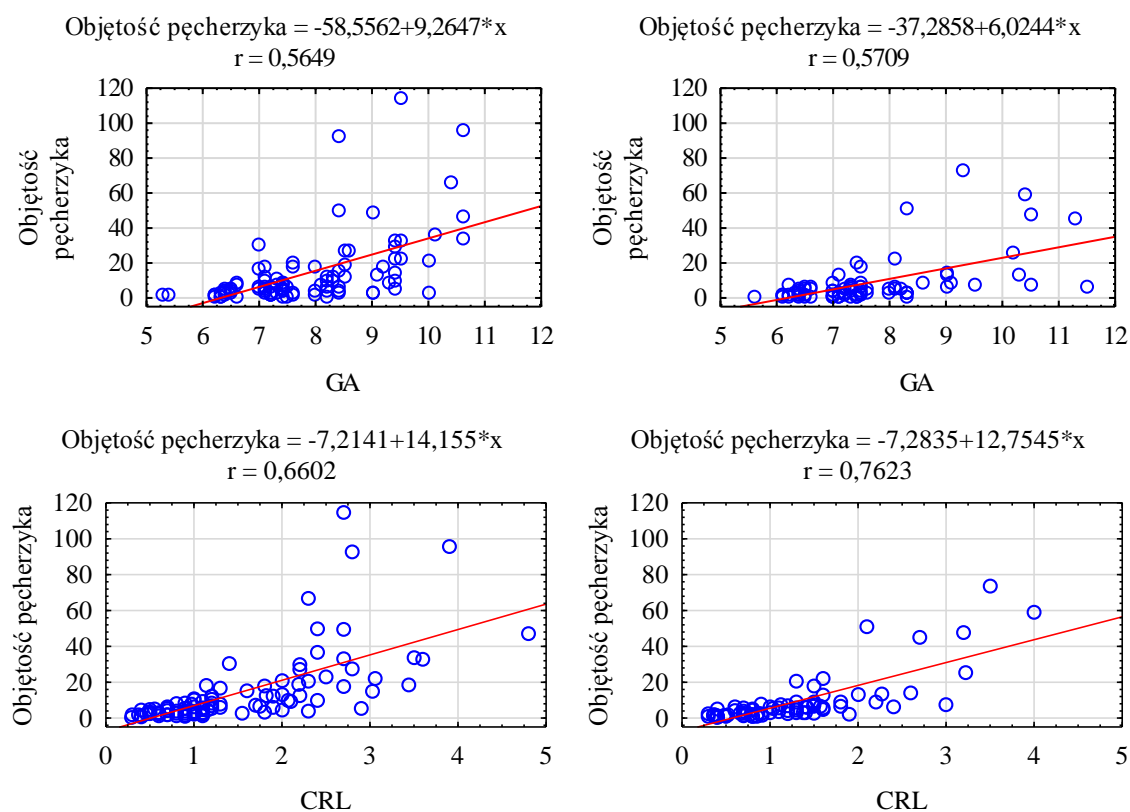 Objętość pęcherzyka = -58,5562+9,2647*x
r = 0,5649
120
100
80
60
40
20
0
Objętość
pęcherzyka
5 6 7 8 9 10 11 12
GA
Objętość pęcherzyka = -37,2858+6,0244*x
r = 0,5709
120
100
80
60
40
20
0
Objętość
pęcherzyka
5 6 7 8 9 10 11 12
GA
Objętość pęcherzyka = -7,2141+14,155*x
r = 0,6602
120
100
80
60
40
20
0
Objętość pęcherzyka
0 1 2 3 4 5
CRL
Objętość pęcherzyka = -7,2835+12,7545*x
r = 0,7623
120
100
80
60
40
20
0
Objętość pęcherzyka
0 1 2 3 4 5
CRL